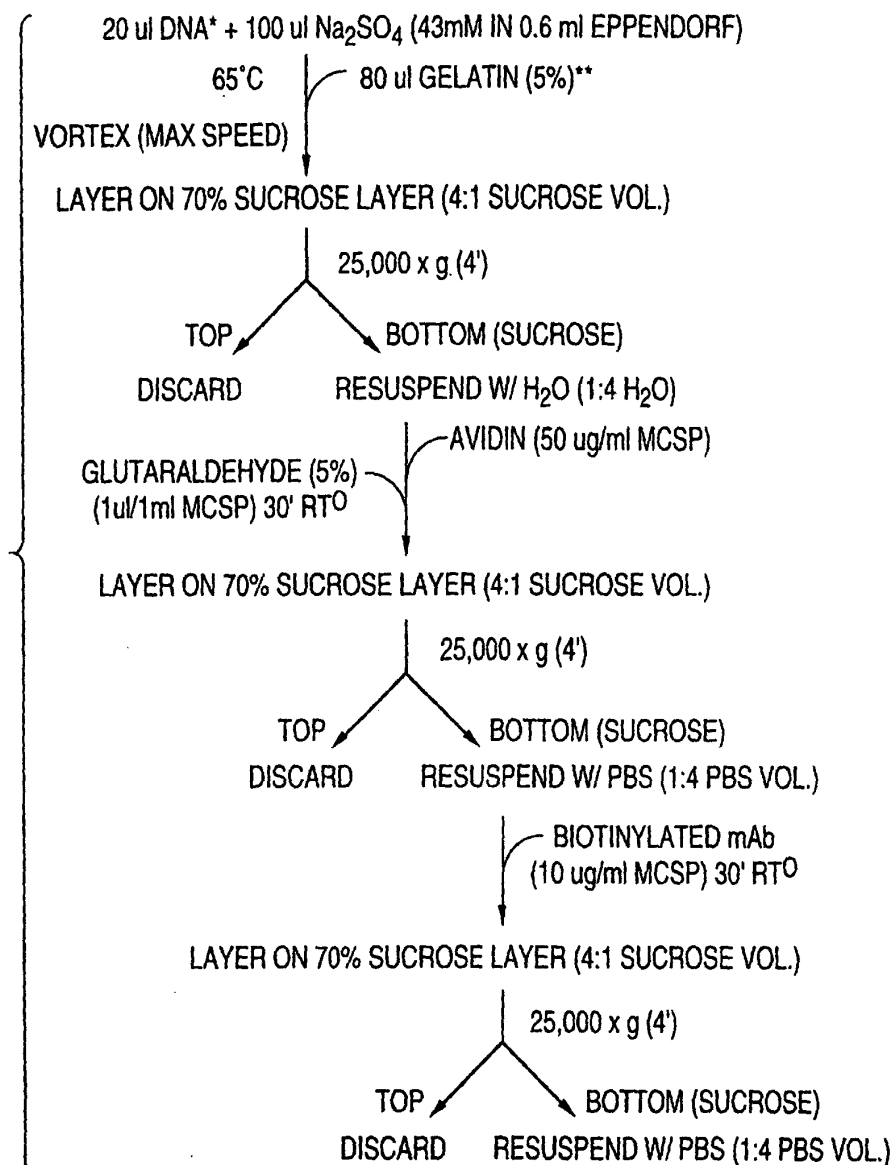 20 ul DNA* + 100 ul Na₂SO₄ (43mM IN 0.6 ml EPPENDORF)
65°C
80 ul GELATIN (5%)**
VORTEX (MAX SPEED)
LAYER ON 70% SUCROSE LAYER (4:1 SUCROSE VOL.)
25,000 x g (4')
TOP
BOTTOM (SUCROSE)
DISCARD
RESUSPEND W/ H₂O (1:4 H₂O)
AVIDIN (50 ug/ml MCSP)
GLUTARALDEHYDE (5%)
(1ul/1ml MCSP) 30' RT⁰
LAYER ON 70% SUCROSE LAYER (4:1 SUCROSE VOL.)
25,000 x g (4')
TOP
BOTTOM (SUCROSE)
DISCARD
RESUSPEND W/ PBS (1:4 PBS VOL.)
BIOTINYLATED mAb
(10 ug/ml MCSP) 30' RT⁰
LAYER ON 70% SUCROSE LAYER (4:1 SUCROSE VOL.)
25,000 x g (4')
TOP
BOTTOM (SUCROSE)
DISCARD
RESUSPEND W/ PBS (1:4 PBS VOL.)